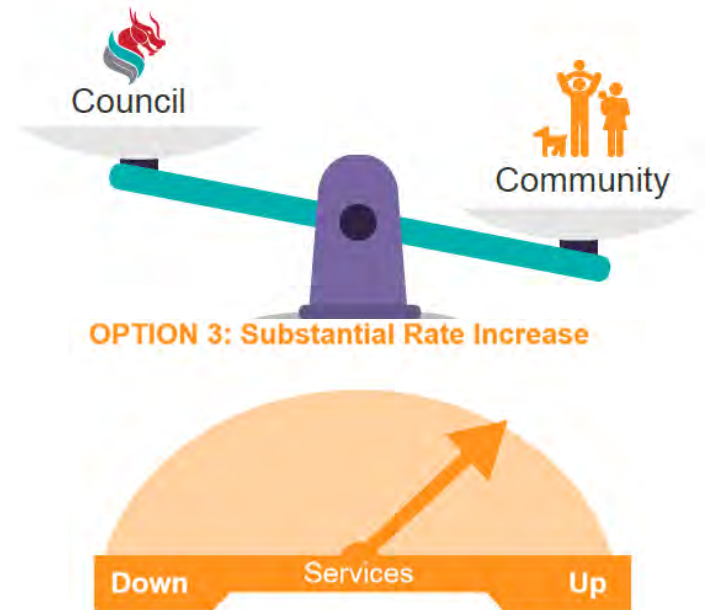 Council
Community
OPTION 3: Substantial Rate Increase
Services
Down
Up